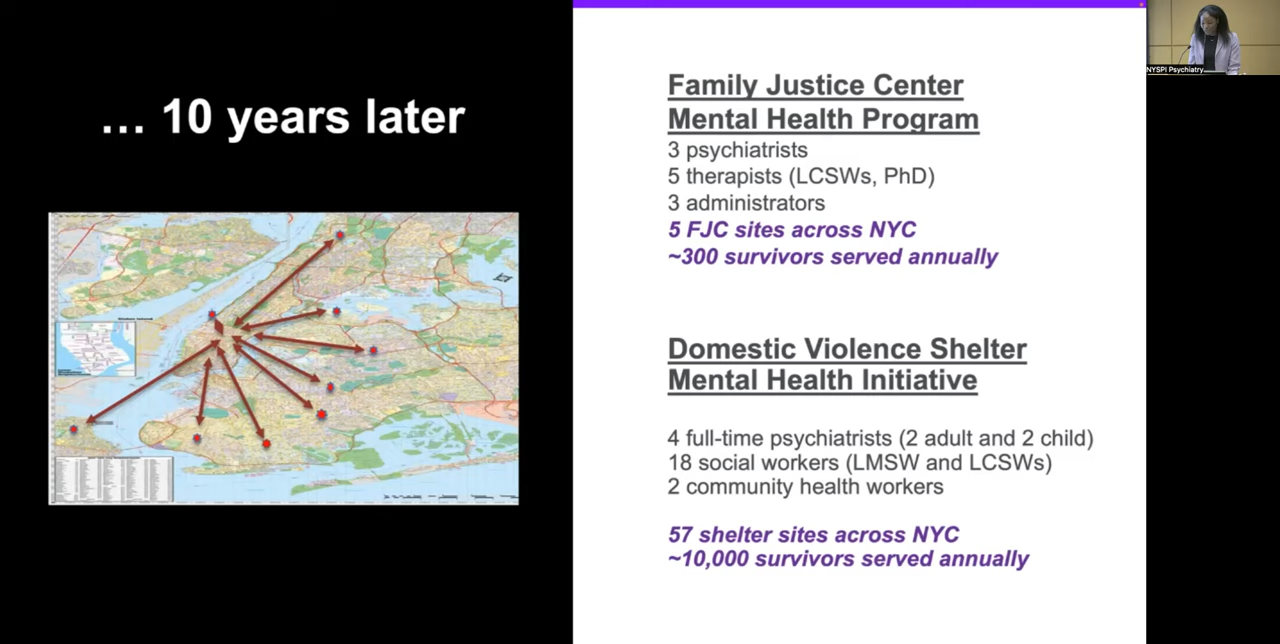 ... 10 years later
Family Justice Center
Mental Health Program
3 psychiatrists
5 therapists (LCSWs, PhD)
3 administrators
5 FJC sites across NYC
~300 survivors served annually
Domestic Violence Shelter
Mental Health Initiative
4 full-time psychiatrists (2 adult and 2 child)
18 social workers (LMSW and LCSWs)
2 community health workers
57 shelter sites across NYC
~10,000 survivors served annually
NYSPI Psychiatry